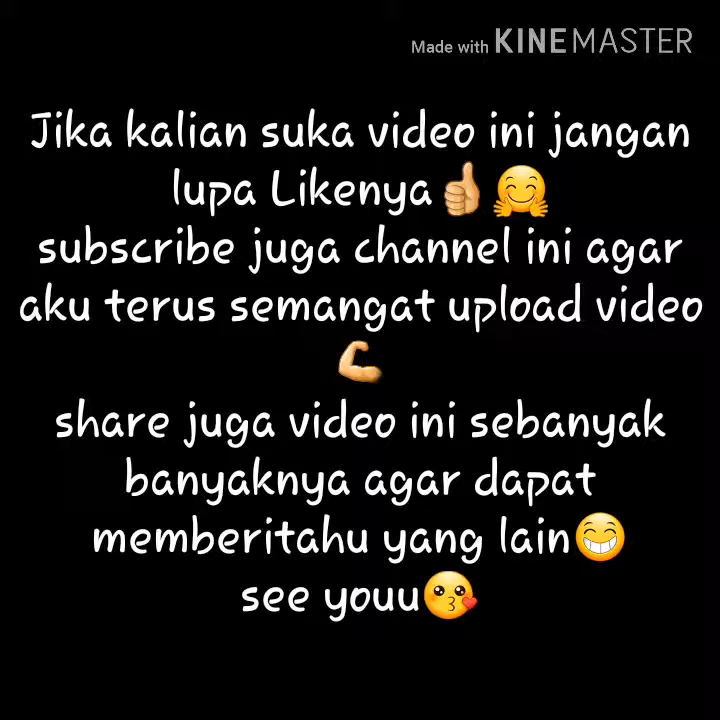 Made with KINEMASTER
Jika kalian suka video ini jangan
lupa Likenya👍🤗
subscribe juga channel ini agar
aku terus semangat upload video
💪
share juga video ini sebanyak
banyaknya agar dapat
memberitahu yang lain😁
see youu😘